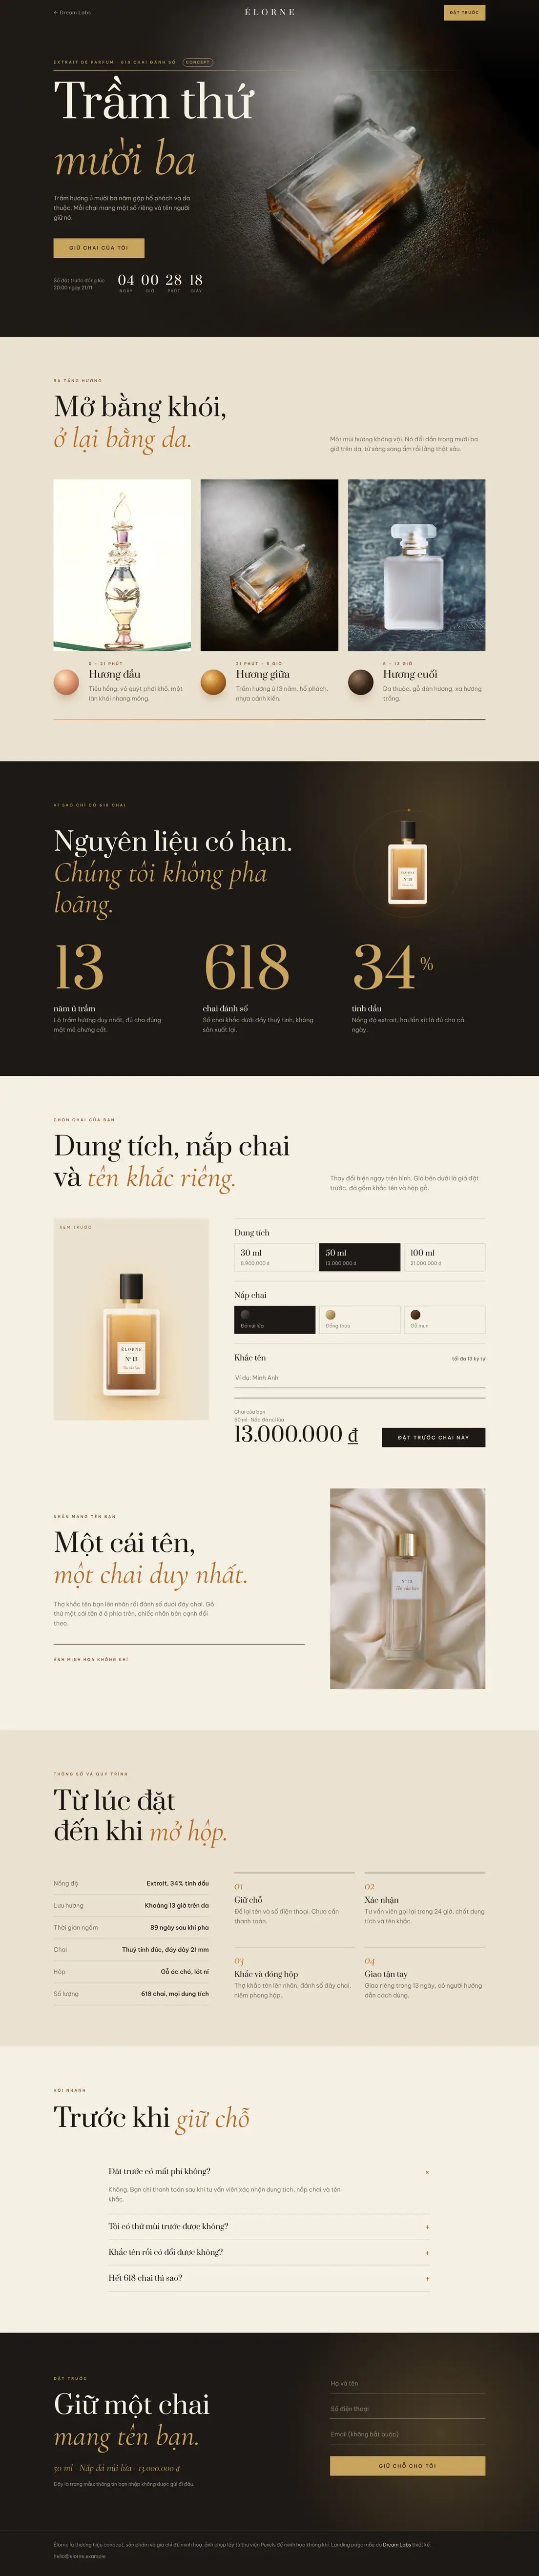 ← Dream Labs
ÉLORNE
ĐẶT TRƯỚC
EXTRAIT DE PARFUM · 618 CHAI ĐÁNH SỐ
CONCEPT
Trầm thứ
mười ba
Trầm hương ủ mười ba năm gặp hổ phách và da
thuộc. Mỗi chai mang một số riêng và tên người
giữ nó.
GIỮ CHAI CỦA TÔI
Sổ đặt trước đóng lúc
20:00 ngày 21/11
04 00 28 18
NGÀY GIỜ PHÚT GIÂY
BA TẦNG HƯƠNG
Mở bằng khói,
ở lại bằng da.
Một mùi hương không vội. Nó đổi dần trong mười ba
giờ trên da, từ sáng sang ấm rồi lắng thật sâu.
0 — 21 PHÚT
Hương đầu
Tiêu hồng, vỏ quýt phơi khô, một
làn khói nhang mỏng.
21 PHÚT — 5 GIỜ
Hương giữa
Trầm hương ủ 13 năm, hổ phách,
nhựa cánh kiến.
5 — 13 GIỜ
Hương cuối
Da thuộc, gỗ đàn hương, xạ hương
trắng.
VÌ SAO CHỈ CÓ 618 CHAI
Nguyên liệu có hạn.
Chúng tôi không pha
loãng.
ÉLORNE
Nº 13
13
năm ủ trầm
Lô trầm hương duy nhất, đủ cho đúng
một mẻ chưng cất.
618
chai đánh số
Số chai khắc dưới đáy thuỷ tinh, không
sản xuất lại.
34 %
tinh dầu
Nồng độ extrait, hai lần xịt là đủ cho cả
ngày.
CHỌN CHAI CỦA BẠN
Dung tích, nắp chai
và tên khắc riêng.
Thay đổi hiện ngay trên hình. Giá bên dưới là giá đặt
trước, đã gồm khắc tên và hộp gỗ.
XEM TRƯỚC
ÉLORNE
Nº 13
Tên của bạn
Dung tích
30 ml
8.900.000 ₫
50 ml
13.000.000 ₫
100 ml
21.000.000 ₫
Nắp chai
Đá núi lửa
Đồng thau
Gỗ mun
Khắc tên
tối đa 13 ký tự
Ví dụ: Minh Anh
Chai của bạn
50 ml · Nắp đá núi lửa
13.000.000 ₫
ĐẶT TRƯỚC CHAI NÀY
NHÃN MANG TÊN BẠN
Một cái tên,
một chai duy nhất.
Thợ khắc tên bạn lên nhãn rồi đánh số dưới đáy chai. Gõ
thử một cái tên ở ô phía trên, chiếc nhãn bên cạnh đổi
theo.
ẢNH MINH HỌA KHÔNG KHÍ
Nº 13
Tên của bạn
THÔNG SỐ VÀ QUY TRÌNH
Từ lúc đặt
đến khi mở hộp.
Nồng độ Extrait, 34% tinh dầu
Lưu hương Khoảng 13 giờ trên da
Thời gian ngấm 89 ngày sau khi pha
Chai Thuỷ tinh đúc, đáy dày 21 mm
Hộp Gỗ óc chó, lót nỉ
Số lượng 618 chai, mọi dung tích
01
Giữ chỗ
Để lại tên và số điện thoại. Chưa cần
thanh toán.
02
Xác nhận
Tư vấn viên gọi lại trong 24 giờ, chốt dung
tích và tên khắc.
03
Khắc và đóng hộp
Thợ khắc tên lên nhãn, đánh số đáy chai,
niêm phong hộp.
04
Giao tận tay
Giao riêng trong 13 ngày, có người hướng
dẫn cách dùng.
HỎI NHANH
Trước khi giữ chỗ
Đặt trước có mất phí không?
Không. Bạn chỉ thanh toán sau khi tư vấn viên xác nhận dung tích, nắp chai và tên
khắc.
Tôi có thử mùi trước được không?
Khắc tên rồi có đổi được không?
Hết 618 chai thì sao?
ĐẶT TRƯỚC
Giữ một chai
mang tên bạn.
50 ml · Nắp đá núi lửa · 13.000.000 ₫
Đây là trang mẫu: thông tin bạn nhập không được gửi đi đâu.
Họ và tên
Số điện thoại
Email (không bắt buộc)
GIỮ CHỖ CHO TÔI
Élorne là thương hiệu concept, sản phẩm và giá chỉ để minh họa, ảnh chụp lấy từ thư viện Pexels để minh họa không khí. Landing page mẫu do Dream Labs thiết kế.
hello@elorne.example